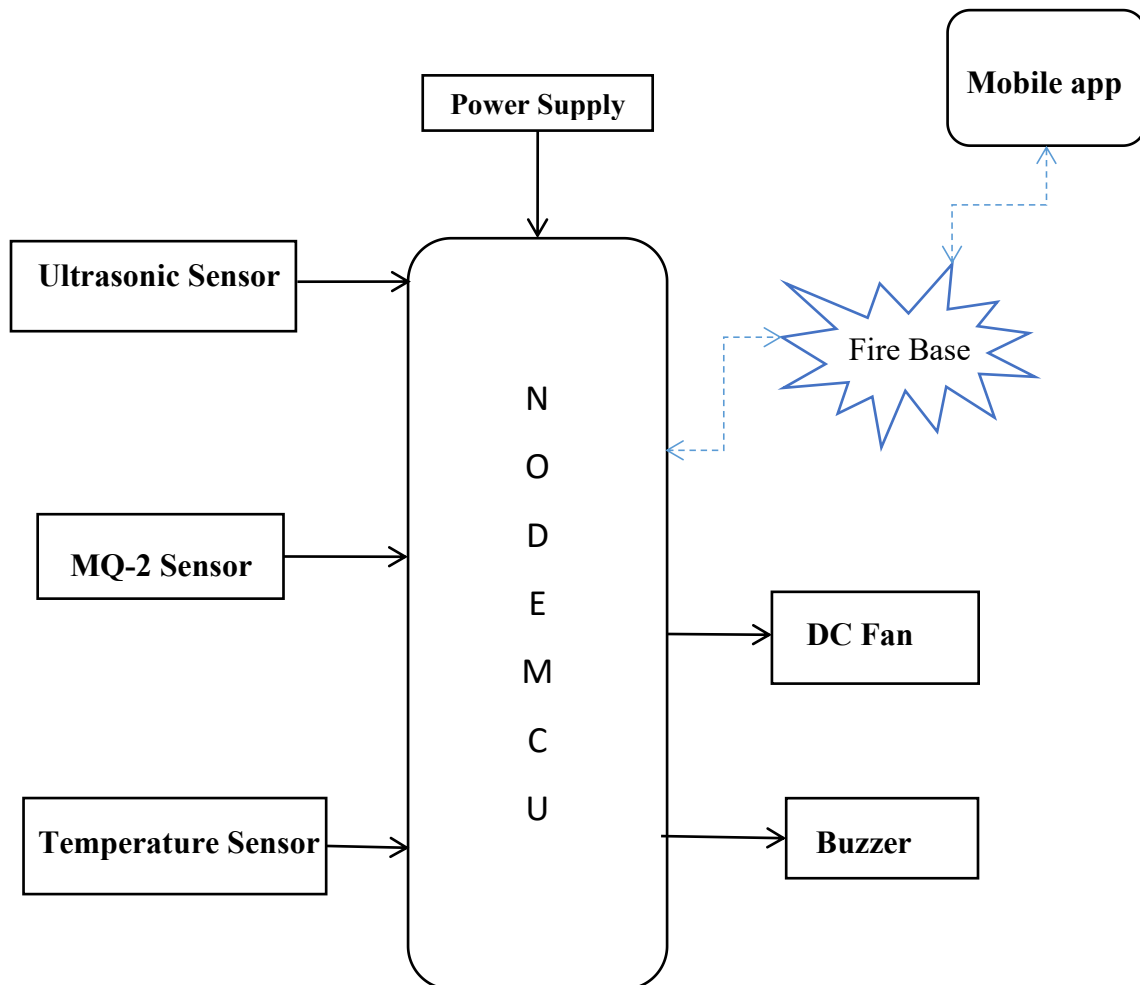 Mobile app
Power Supply
Ultrasonic Sensor
Fire Base
N
O
D
E
M
C
U
MQ-2 Sensor
DC Fan
Temperature Sensor
Buzzer